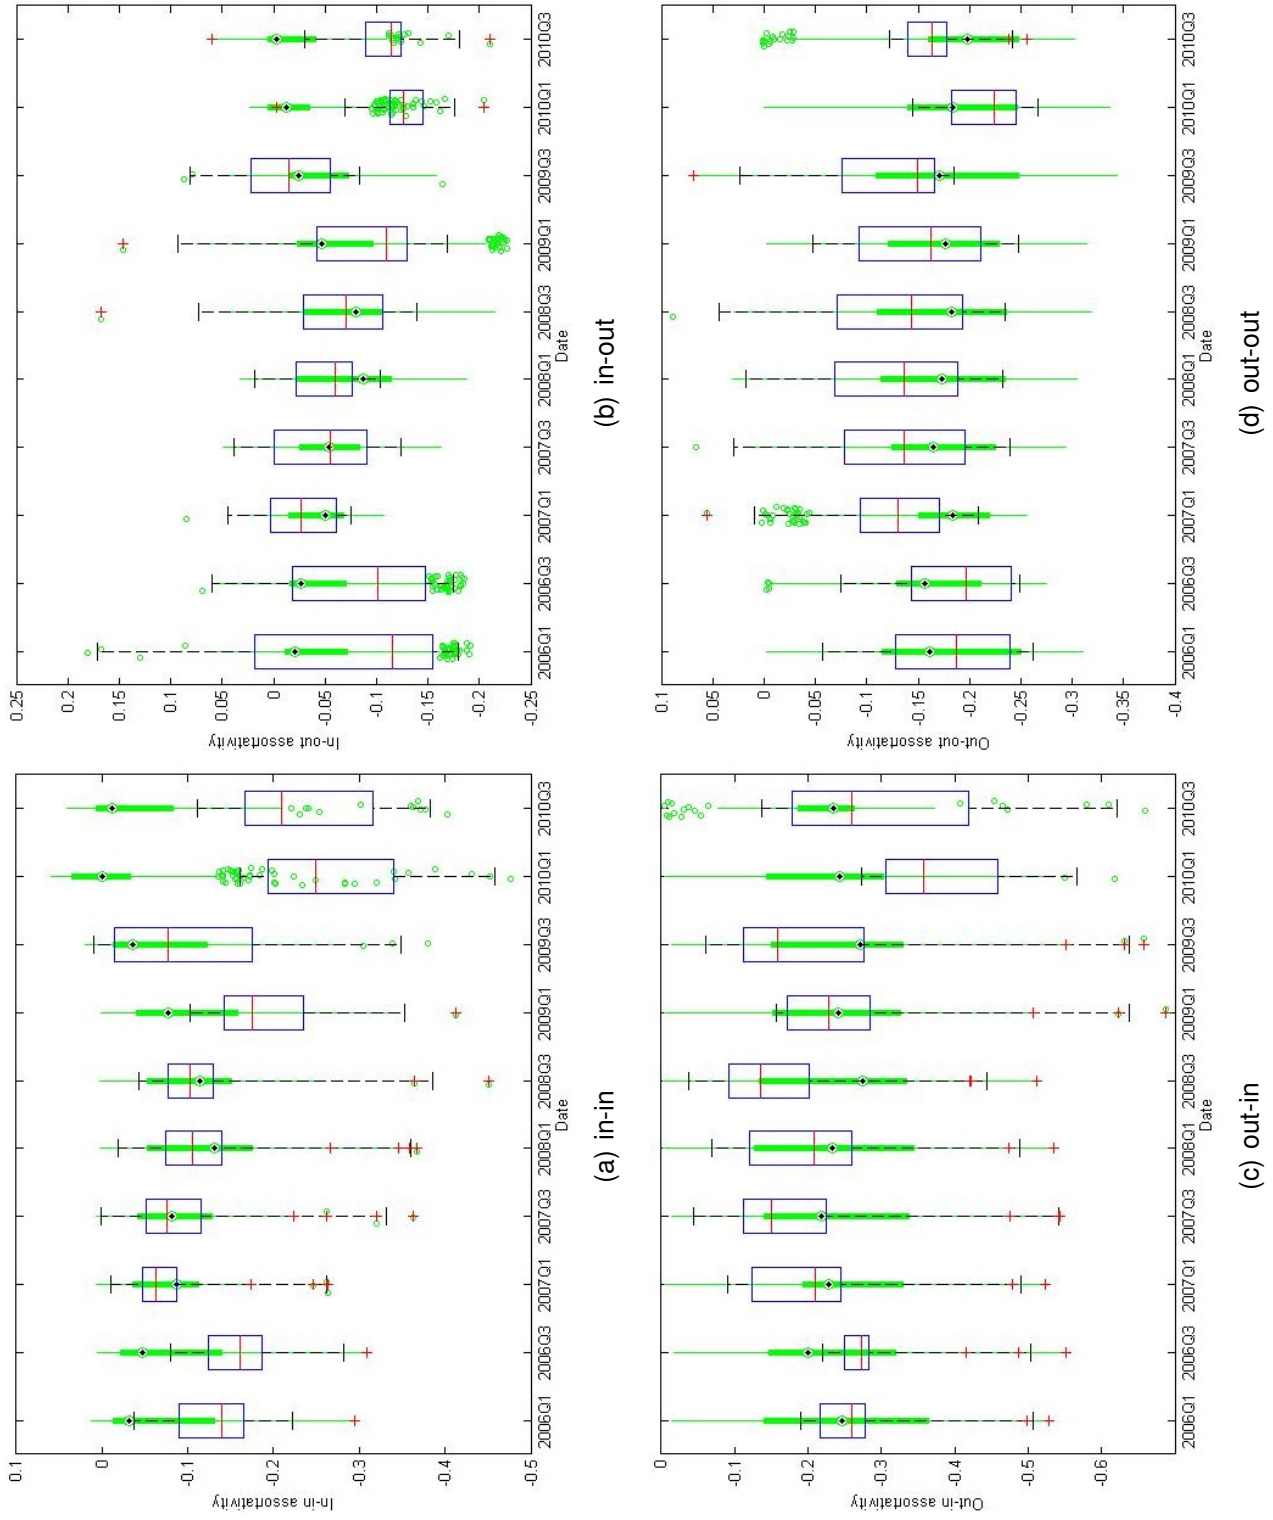 In-in assortativity
0.1
0
-0.1
-0.2
-0.3
-0.4
-0.5
2006Q1 2006Q3 2007Q1 2007Q3 2008Q1 2008Q3 2009Q1 2009Q3 2010Q1 2010Q3
Date
(a) in-in
In-out assortativity
0.25
0.2
0.15
0.1
0.05
0
-0.05
-0.1
-0.15
-0.2
-0.25
2006Q1 2006Q3 2007Q1 2007Q3 2008Q1 2008Q3 2009Q1 2009Q3 2010Q1 2010Q3
Date
(b) in-out
Out-in assortativity
-0.1
-0.2
-0.3
-0.4
-0.5
-0.6
2006Q1 2006Q3 2007Q1 2007Q3 2008Q1 2008Q3 2009Q1 2009Q3 2010Q1 2010Q3
Date
(c) out-in
Out-out assortativity
0.1
0.05
0
-0.05
-0.1
-0.15
-0.2
-0.25
-0.3
-0.35
-0.4
2006Q1 2006Q3 2007Q1 2007Q3 2008Q1 2008Q3 2009Q1 2009Q3 2010Q1 2010Q3
Date
(d) out-out